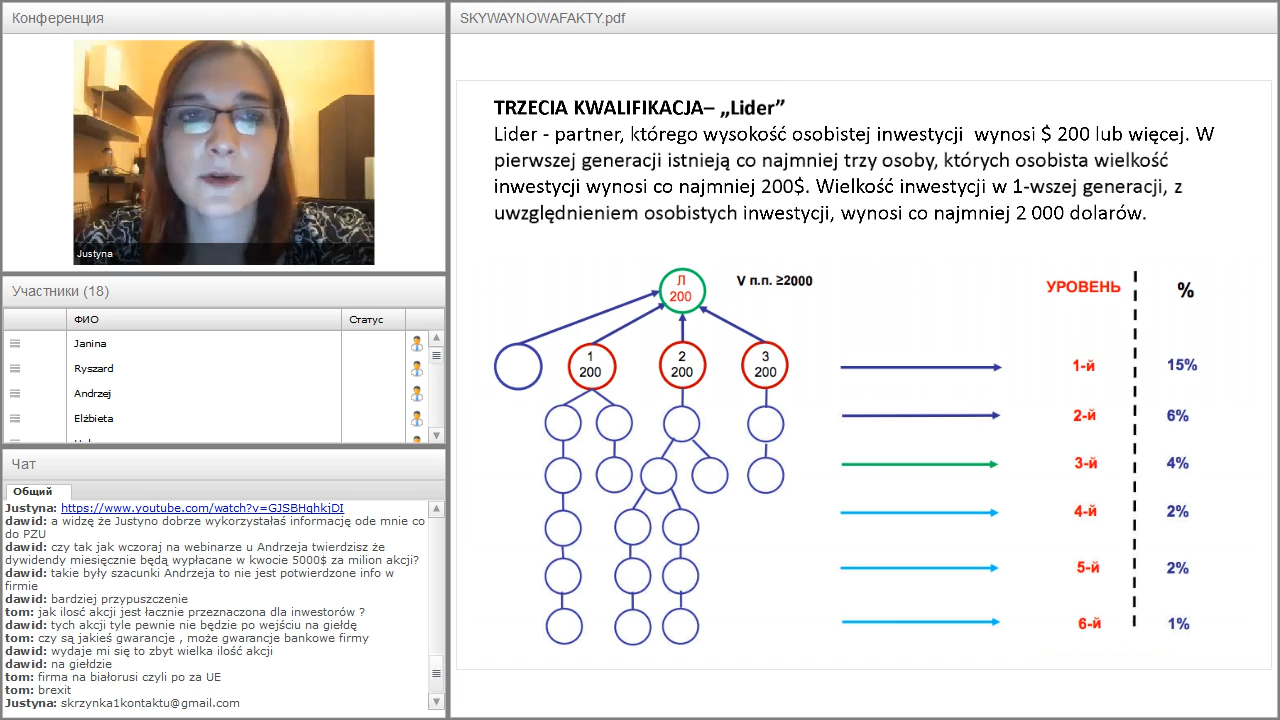 Конференция
Justyna
Участники (18)
ФИО
Статус
Janina
Ryszard
Andrzej
Elżbieta
Чат
Общий
Justyna: https://www.youtube.com/watch?v=GJSBHghkjDI
dawid: a widzę że Justyno dobrze wykorzystałaś informację ode mnie co
do PZU
dawid: czy tak jak wczoraj na webinarze u Andrzeja twierdzisz że
dywidendy miesięcznie będą wypłacane w kwocie 5000$ za milion akcji?
dawid: takie były szacunki Andrzeja to nie jest potwierdzone info w
firmie
dawid: bardziej przypuszczenie
tom: jak ilosć akcji jest łacznie przeznaczona dla inwestorów ?
dawid: tych akcji tyle pewnie nie będzie po wejściu na giełdę
tom: czy są jakieś gwarancje , może gwarancje bankowe firmy
dawid: wydaje mi się to zbyt wielka ilość akcji
dawid: na giełdzie
tom: firma na białorusi czyli po za UE
tom: brexit
Justyna: skrzynka1kontaktu@gmail.com
SKYWAYNOWAFAKTY.pdf
TRZECIA KWALIFIKACJA– „Lider”
Lider - partner, którego wysokość osobistej inwestycji wynosi $ 200 lub więcej. W
pierwszej generacji istnieją co najmniej trzy osoby, których osobista wielkość
inwestycji wynosi co najmniej 200$. Wielkość inwestycji w 1-wszej generacji, z
uwzględnieniem osobistych inwestycji, wynosi co najmniej 2 000 dolarów.
Л
200
V п.п. ≥2000
УРОВЕНЬ
%
1
200
2
200
3
200
1-й
15%
2-й
6%
3-й
4%
4-й
2%
5-й
2%
6-й
1%